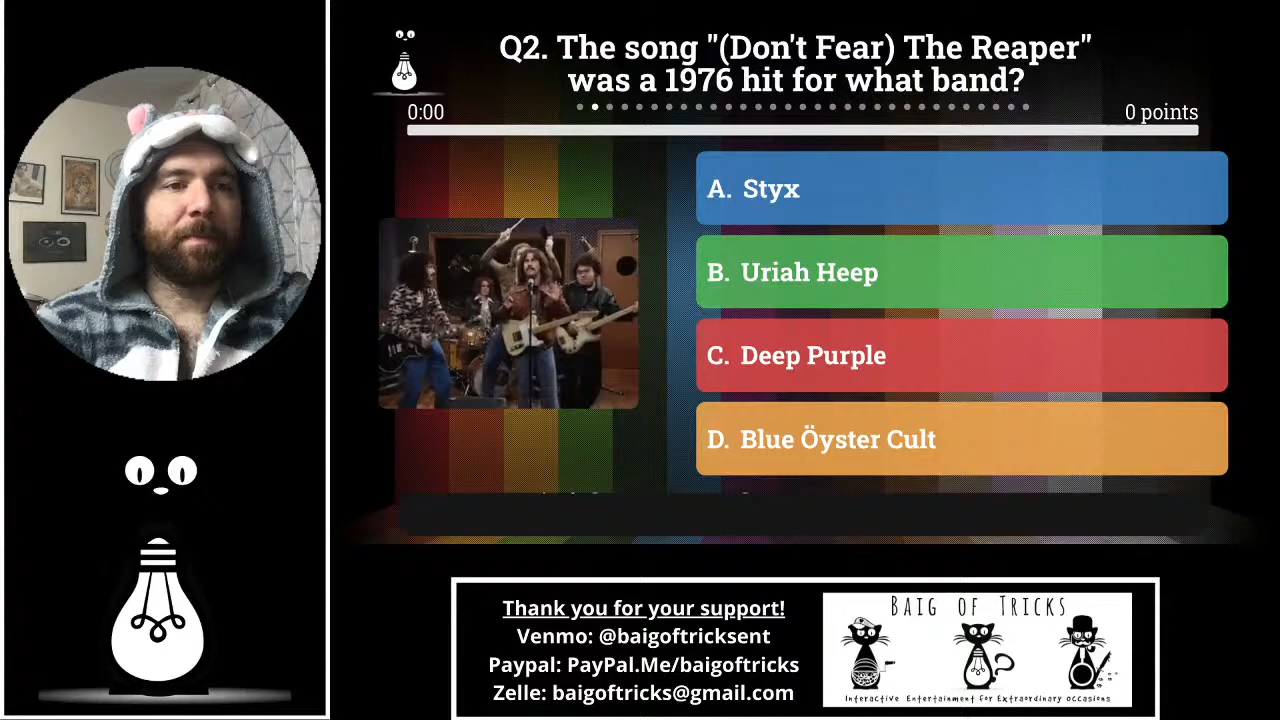 Q2. The song "(Don't Fear) The Reaper"
was a 1976 hit for what band?
0:00
0 points
A. Styx
B. Uriah Heep
C. Deep Purple
D. Blue Öyster Cult
Thank you for your support!
Venmo: @baigoftricksent
Paypal: PayPal.Me/baigoftricks
Zelle: baigoftricks@gmail.com
BAIG OF TRICKS
Interactive Entertainment for Extraordinary Occasions